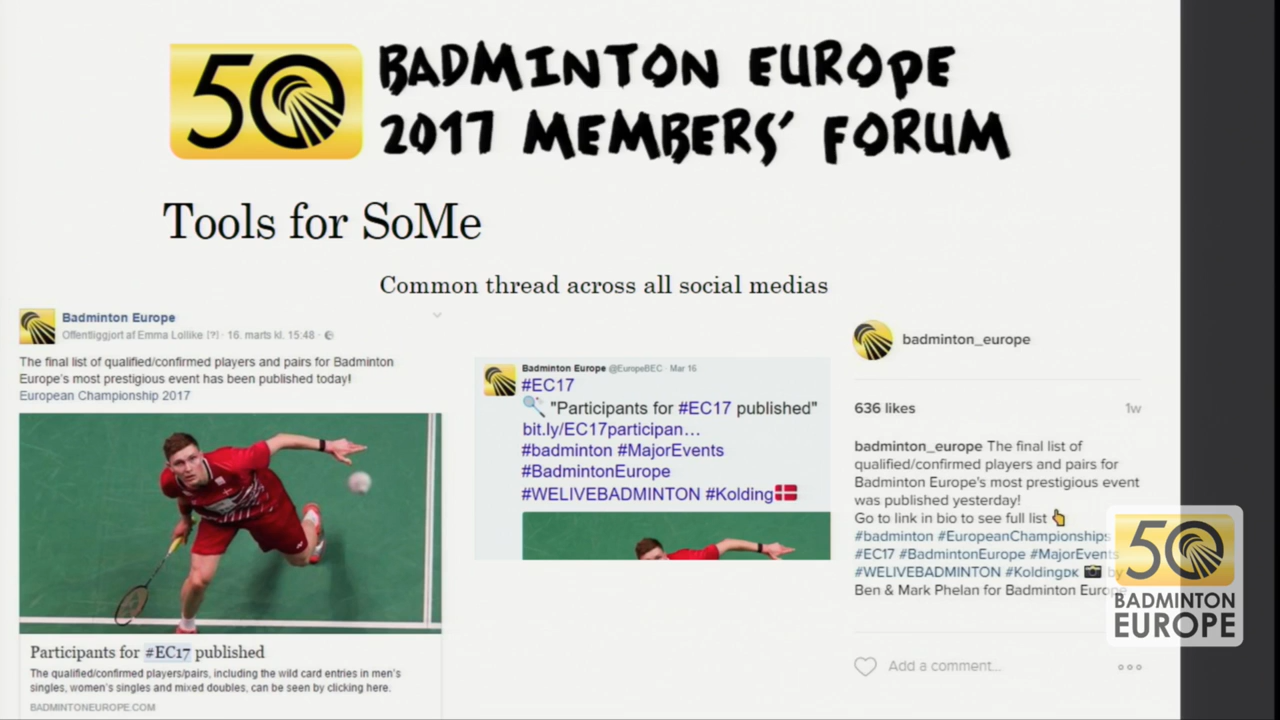 50 BADMINTON EUROPE
2017 MEMBERS' FORUM
Tools for SoMe
Common thread across all social medias
Badminton Europe
Offentliggjort af Emma Lollike [?] · 16. marts kl. 15:48 ·
The final list of qualified/confirmed players and pairs for Badminton
Europe's most prestigious event has been published today!
European Championship 2017
Participants for #EC17 published
The qualified/confirmed players/pairs, including the wild card entries in men's
singles, women's singles and mixed doubles, can be seen by clicking here.
BADMINTONEUROPE.COM
Badminton Europe @EuropeBEC · Mar 16
#EC17
"Participants for #EC17 published"
bit.ly/EC17participan…
#badminton #MajorEvents
#BadmintonEurope
#WELIVEBADMINTON #Kolding🇩🇰
badminton_europe
636 likes 1w
badminton_europe The final list of
qualified/confirmed players and pairs for
Badminton Europe's most prestigious event
was published yesterday!
Go to link in bio to see full list 👆
#badminton #EuropeanChampionships
#EC17 #BadmintonEurope #MajorEvents
#WELIVEBADMINTON #KoldingDK 📷 by
Ben & Mark Phelan for Badminton Europe
Add a comment...
50
BADMINTON
EUROPE